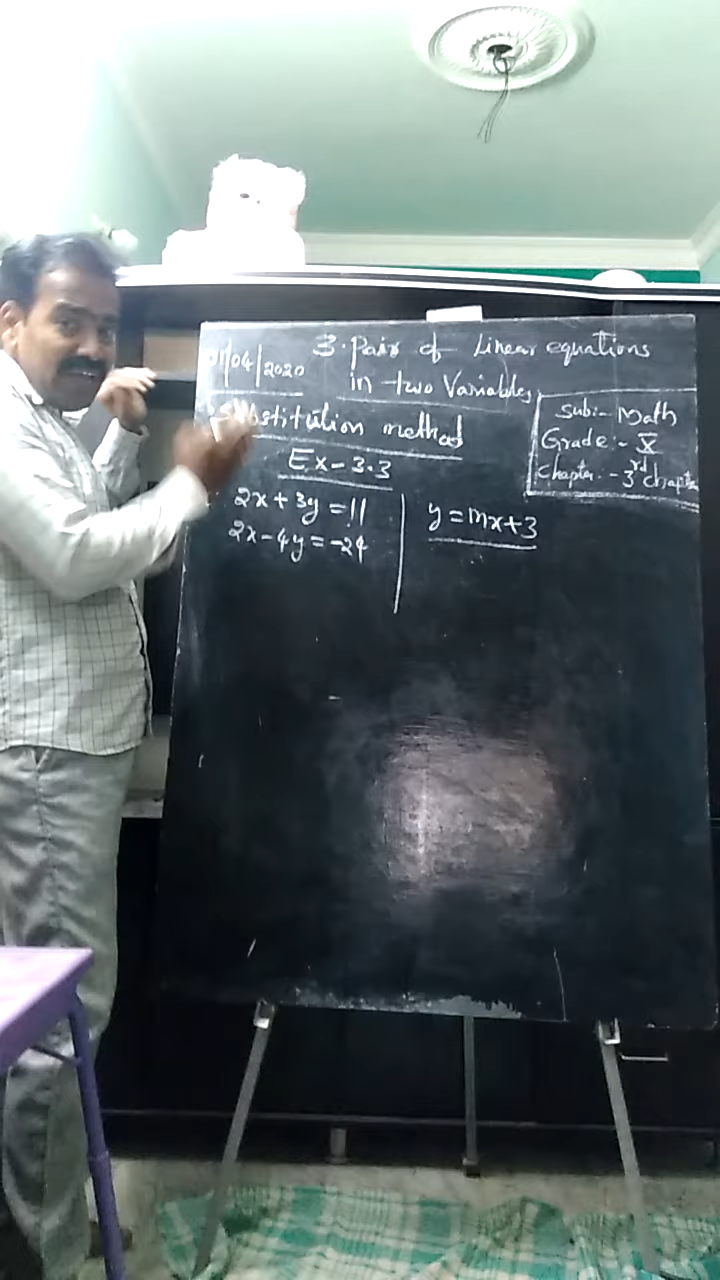 01/04/2020
3. Pair of Linear equations
in two Variables
Substitution method
Sub:- Math
Grade:- X
Chapter:- 3rd chapter
Ex-3.3
2x+3y=11
2x-4y=-24
y=mx+3